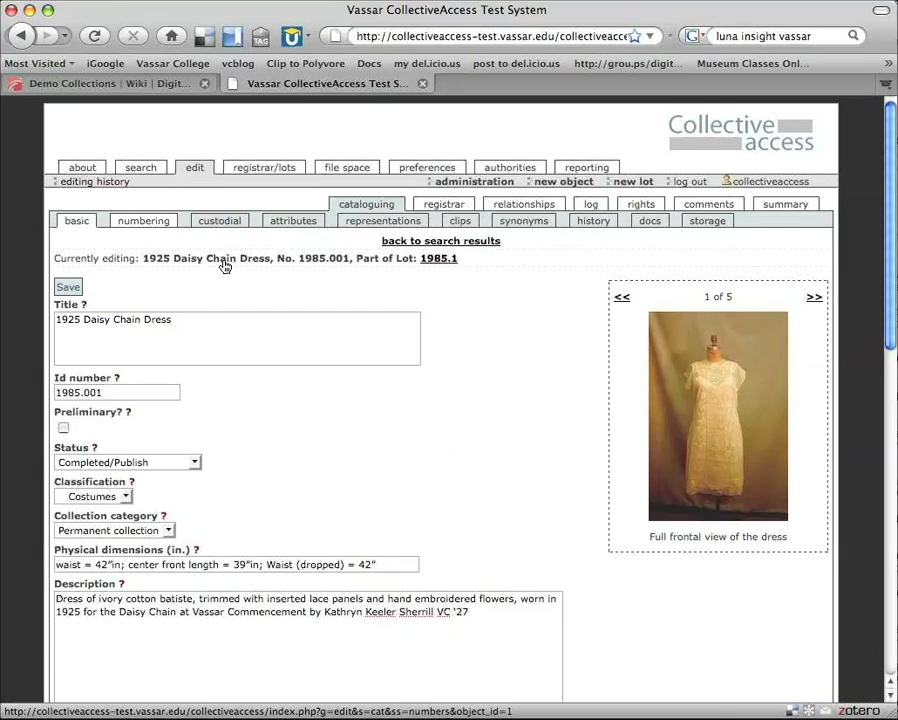 Vassar CollectiveAccess Test System
http://collectiveaccess-test.vassar.edu/collectiveacce
luna insight vassar
Most Visited iGoogle Vassar College vcblog Clip to Polyvore Docs my del.icio.us post to del.icio.us http://grou.ps/digit... Museum Classes Onl... »
Demo Collections | Wiki | Digit... Vassar CollectiveAccess Test S...
Collective access
about search edit registrar/lots file space preferences authorities reporting
: editing history : administration : new object : new lot : log out collectiveaccess
cataloguing registrar relationships log rights comments summary
basic numbering custodial attributes representations clips synonyms history docs storage
back to search results
Currently editing: 1925 Daisy Chain Dress, No. 1985.001, Part of Lot: 1985.1
Save
<< 1 of 5 >>
Title ?
1925 Daisy Chain Dress
Id number ?
1985.001
Preliminary? ?
Status ?
Completed/Publish
Classification ?
Costumes
Collection category ?
Permanent collection
Full frontal view of the dress
Physical dimensions (in.) ?
waist = 42"in; center front length = 39"in; Waist (dropped) = 42"
Description ?
Dress of ivory cotton batiste, trimmed with inserted lace panels and hand embroidered flowers, worn in
1925 for the Daisy Chain at Vassar Commencement by Kathryn Keeler Sherrill VC '27
http://collectiveaccess-test.vassar.edu/collectiveaccess/index.php?g=edit&s=cat&ss=numbers&object_id=1
zotero